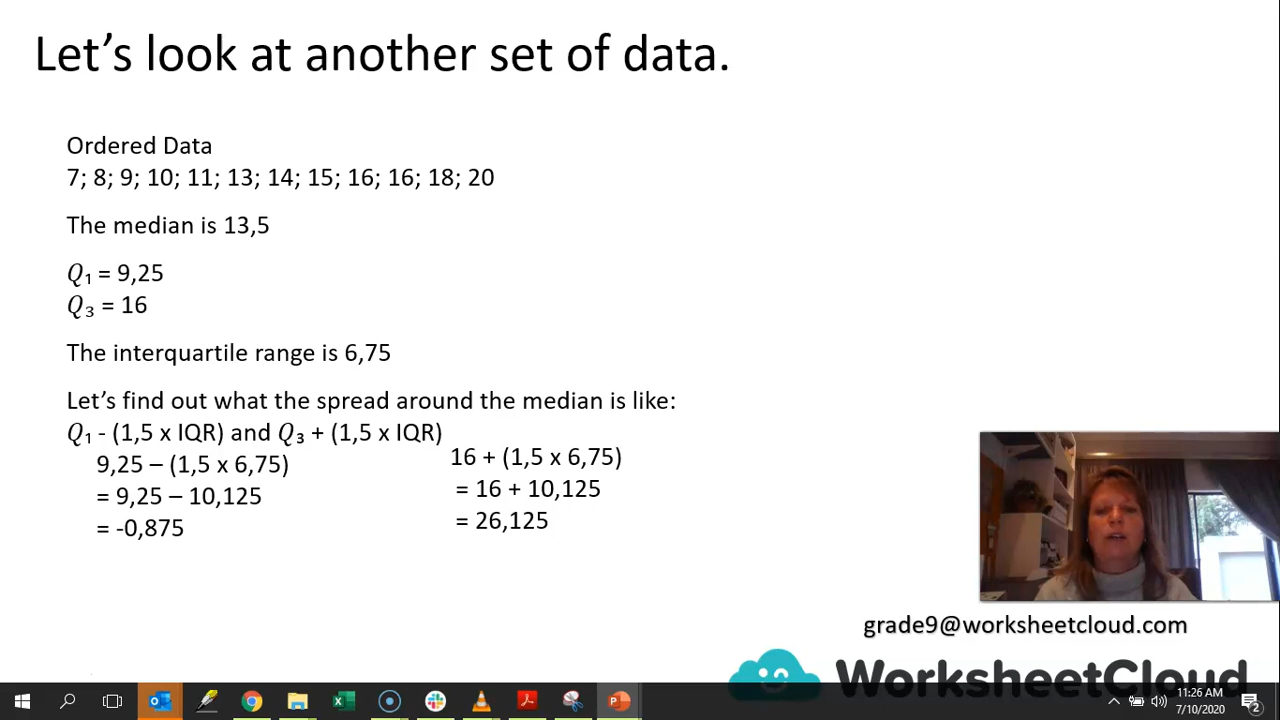 Let’s look at another set of data.
Ordered Data
7; 8; 9; 10; 11; 13; 14; 15; 16; 16; 18; 20
The median is 13,5
Q₁ = 9,25
Q₃ = 16
The interquartile range is 6,75
Let’s find out what the spread around the median is like:
Q₁ - (1,5 x IQR) and Q₃ + (1,5 x IQR)
9,25 – (1,5 x 6,75)
= 9,25 – 10,125
= -0,875
16 + (1,5 x 6,75)
= 16 + 10,125
= 26,125
grade9@worksheetcloud.com
WorksheetCloud
11:26 AM
7/10/2020
2